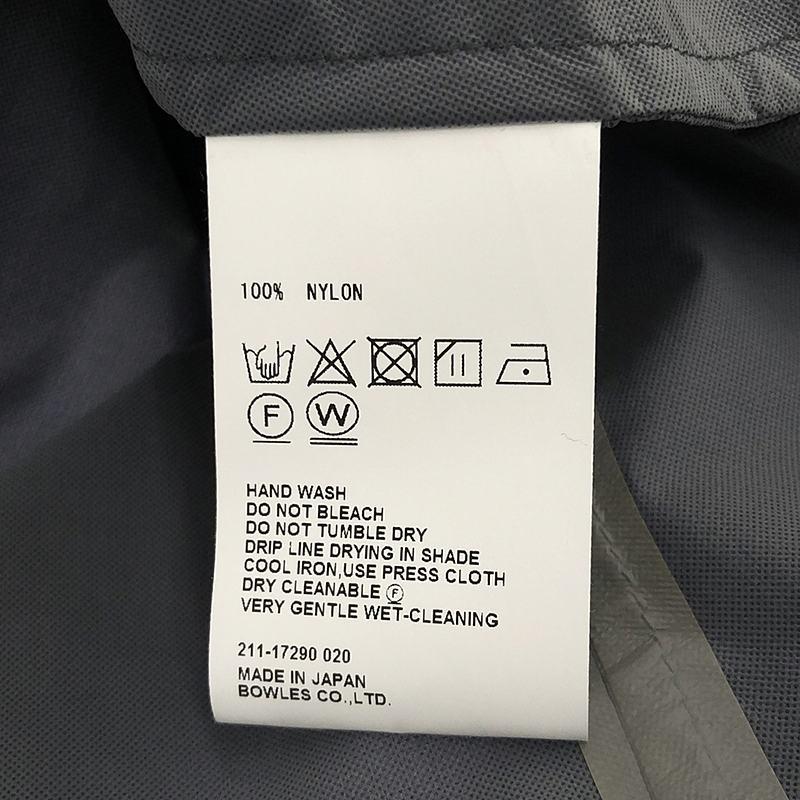 100% NYLON
F W
HAND WASH
DO NOT BLEACH
DO NOT TUMBLE DRY
DRIP LINE DRYING IN SHADE
COOL IRON,USE PRESS CLOTH
DRY CLEANABLE Ⓕ
VERY GENTLE WET-CLEANING
211-17290 020
MADE IN JAPAN
BOWLES CO.,LTD.